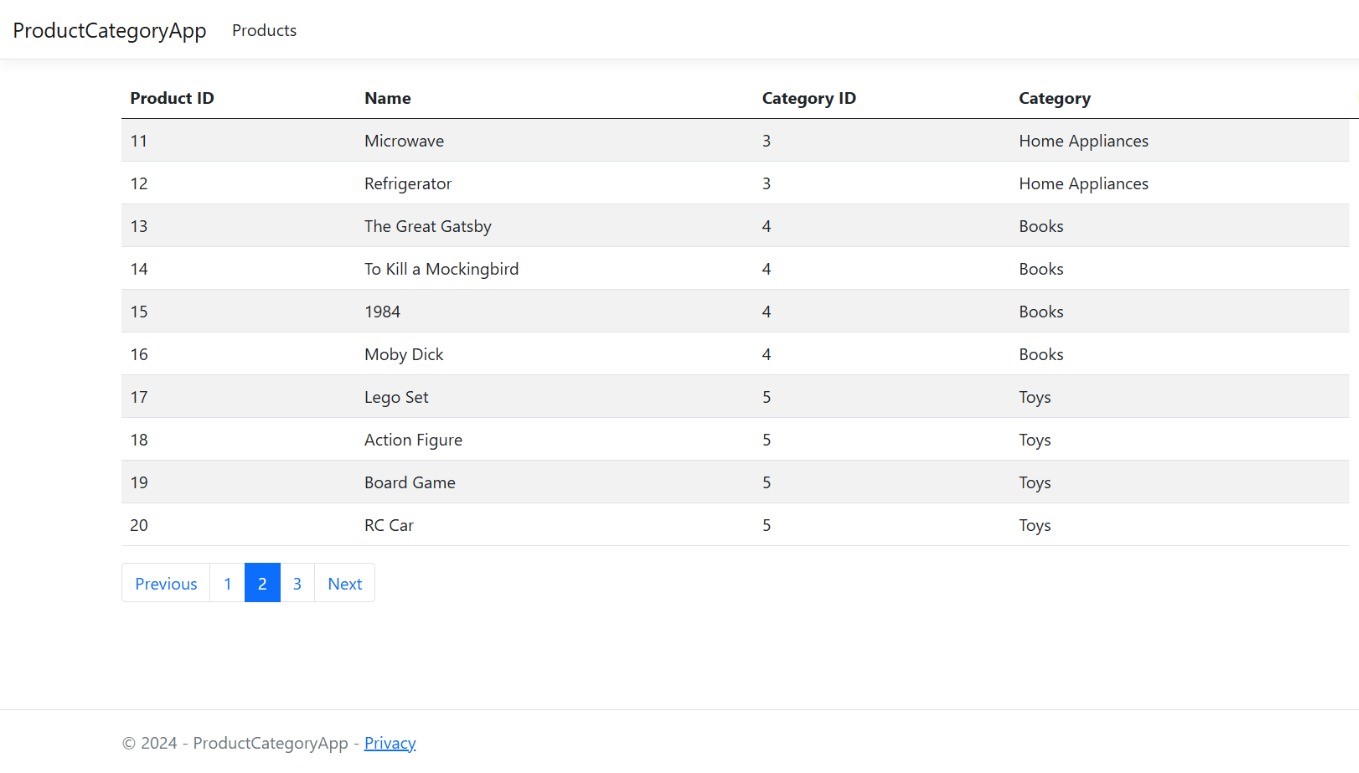 ProductCategoryApp Products
Product ID Name Category ID Category
11 Microwave 3 Home Appliances
12 Refrigerator 3 Home Appliances
13 The Great Gatsby 4 Books
14 To Kill a Mockingbird 4 Books
15 1984 4 Books
16 Moby Dick 4 Books
17 Lego Set 5 Toys
18 Action Figure 5 Toys
19 Board Game 5 Toys
20 RC Car 5 Toys
Previous 1 2 3 Next
© 2024 - ProductCategoryApp - Privacy